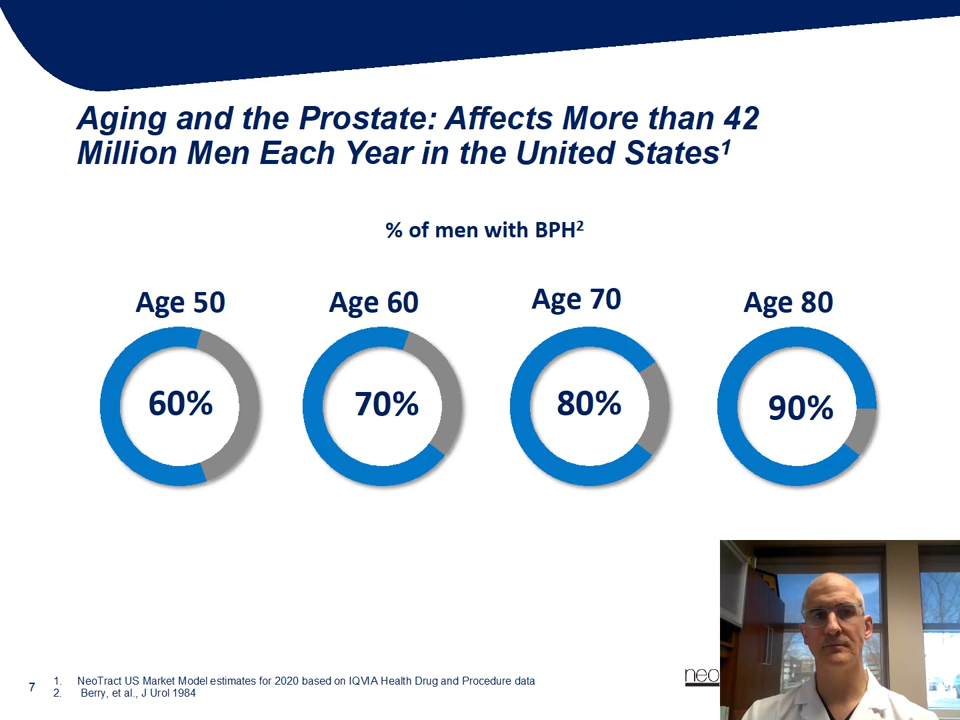 Aging and the Prostate: Affects More than 42
Million Men Each Year in the United States1
% of men with BPH2
Age 50
Age 60
Age 70
Age 80
60%
70%
80%
90%
1. NeoTract US Market Model estimates for 2020 based on IQVIA Health Drug and Procedure data
2. Berry, et al., J Urol 1984
7
neo